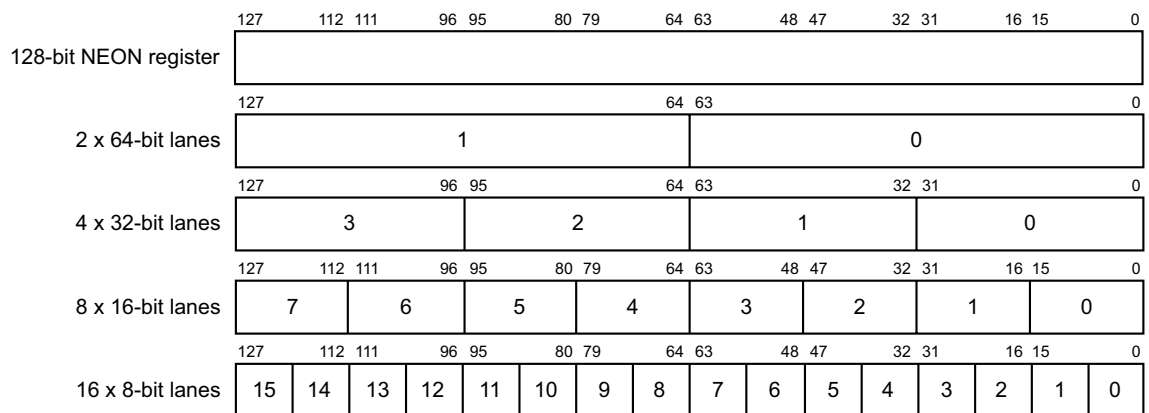 127 112 111 96 95 80 79 64 63 48 47 32 31 16 15 0
128-bit NEON register
127 64 63 0
2 x 64-bit lanes 1 0
127 96 95 64 63 32 31 0
4 x 32-bit lanes 3 2 1 0
127 112 111 96 95 80 79 64 63 48 47 32 31 16 15 0
8 x 16-bit lanes 7 6 5 4 3 2 1 0
127 112 111 96 95 80 79 64 63 48 47 32 31 16 15 0
16 x 8-bit lanes 15 14 13 12 11 10 9 8 7 6 5 4 3 2 1 0